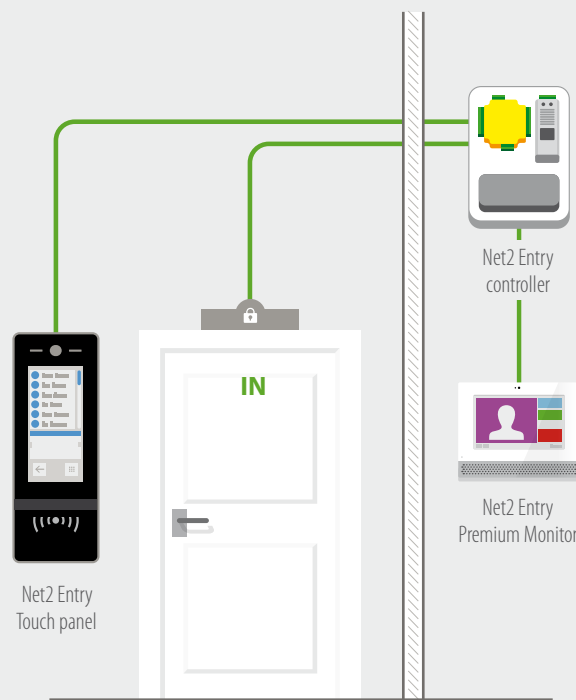 Net2 Entry
controller
IN
Net2 Entry
Premium Monitor
Net2 Entry
Touch panel